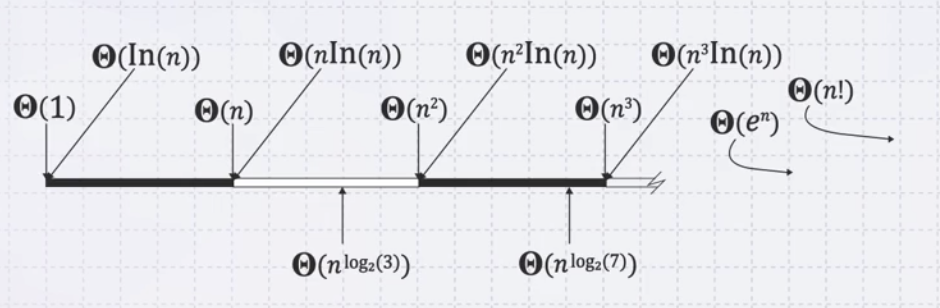 Θ(In(n)) Θ(nIn(n)) Θ(n²In(n)) Θ(n³In(n))
Θ(1) Θ(n) Θ(n²) Θ(n³) Θ(eⁿ) Θ(n!)
Θ(n^log₂(3)) Θ(n^log₂(7))